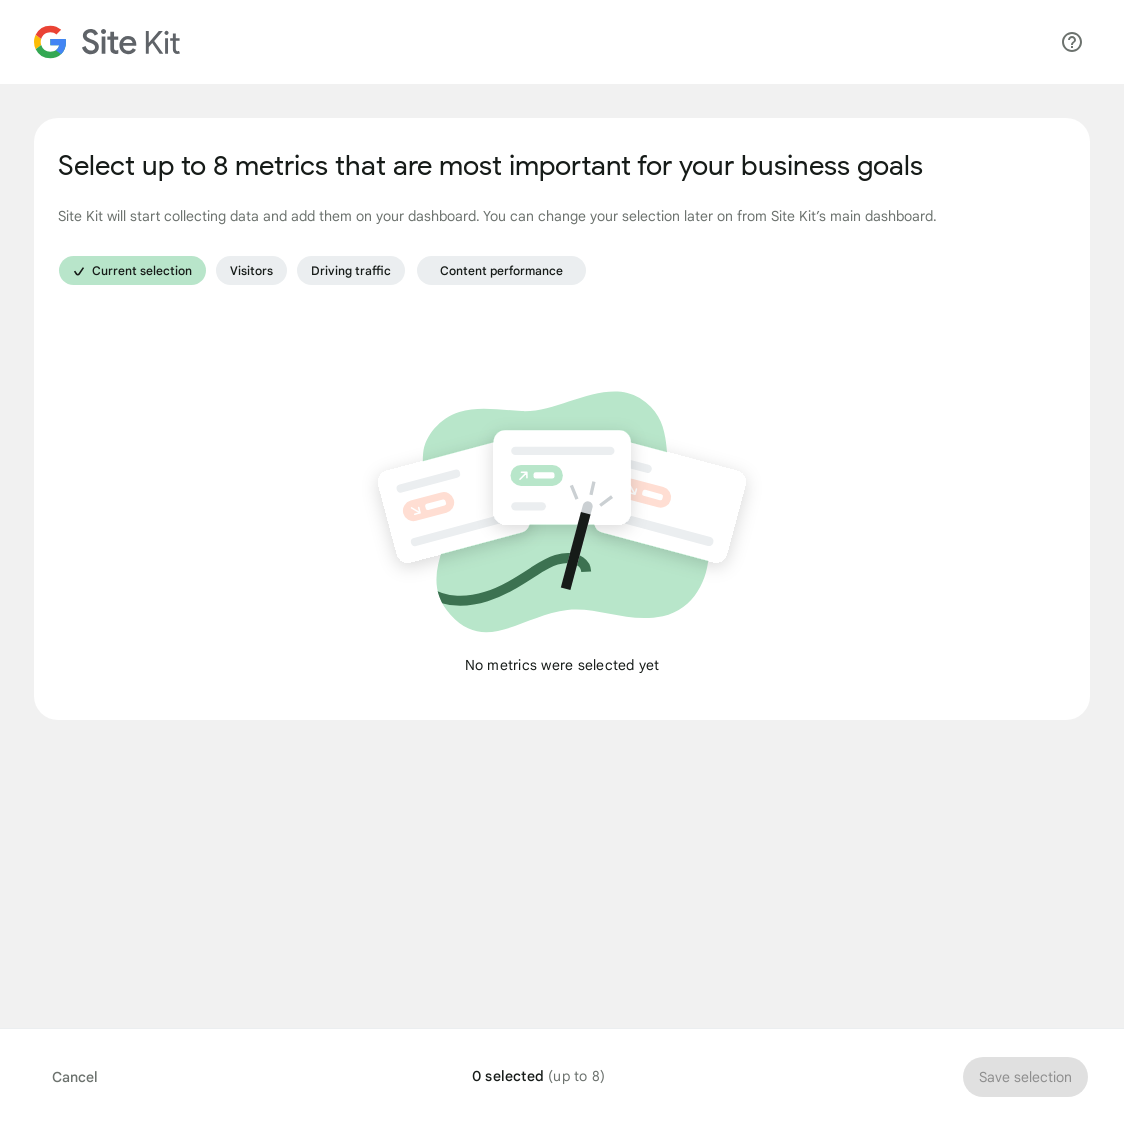 Site Kit
Select up to 8 metrics that are most important for your business goals
Site Kit will start collecting data and add them on your dashboard. You can change your selection later on from Site Kit’s main dashboard.
Current selection Visitors Driving traffic Content performance
No metrics were selected yet
Cancel 0 selected (up to 8) Save selection